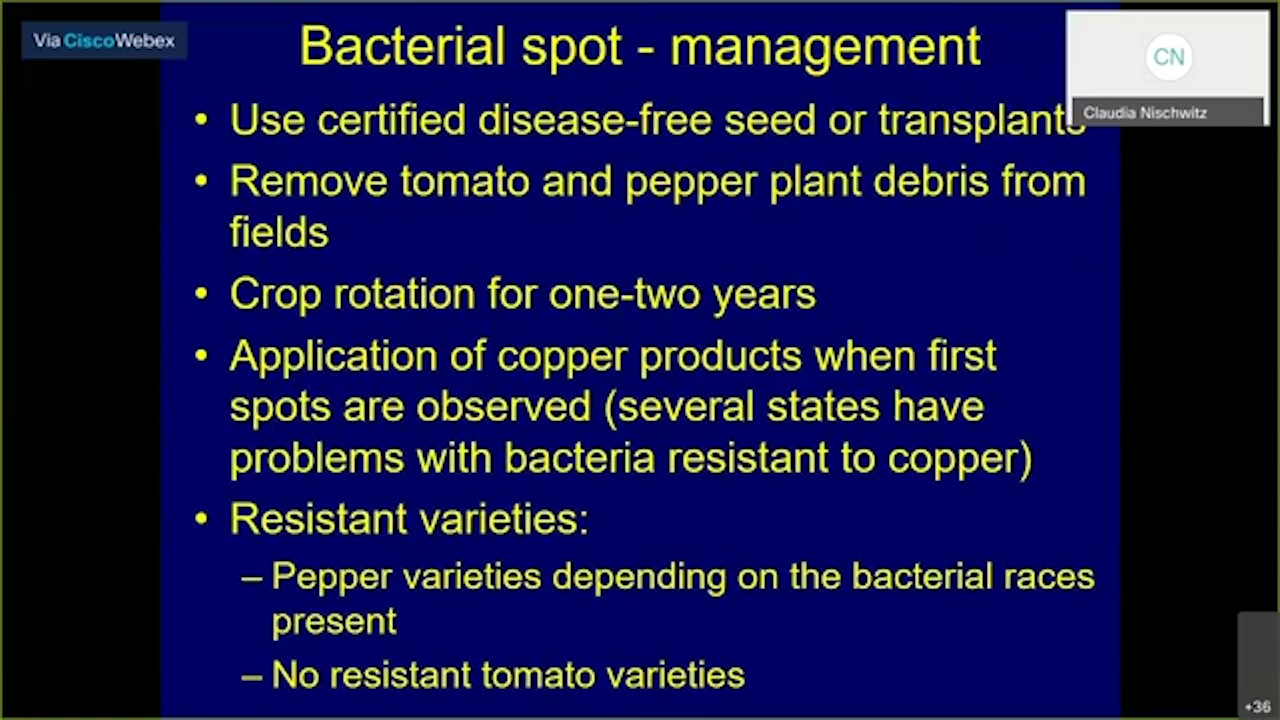 Via CiscoWebex
Bacterial spot - management
CN
Claudia Nischwitz
• Use certified disease-free seed or transplants
• Remove tomato and pepper plant debris from
fields
• Crop rotation for one-two years
• Application of copper products when first
spots are observed (several states have
problems with bacteria resistant to copper)
• Resistant varieties:
– Pepper varieties depending on the bacterial races
present
– No resistant tomato varieties
+36